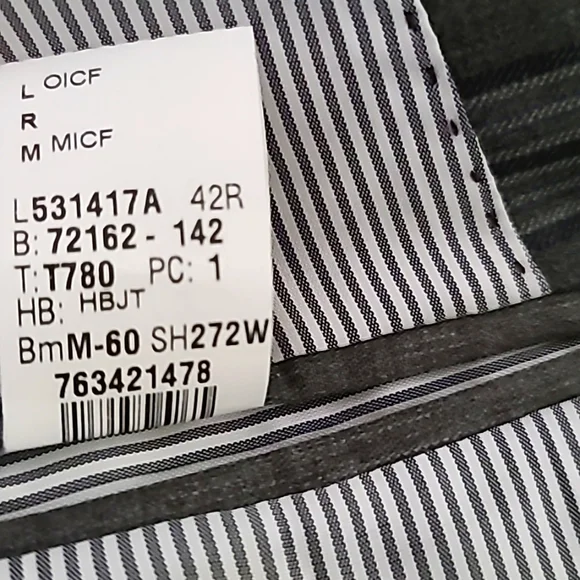 L OICF
R
M MICF
L531417A 42R
B: 72162 - 142
T: T780 PC: 1
HB: HBJT
BmM-60 SH272W
763421478